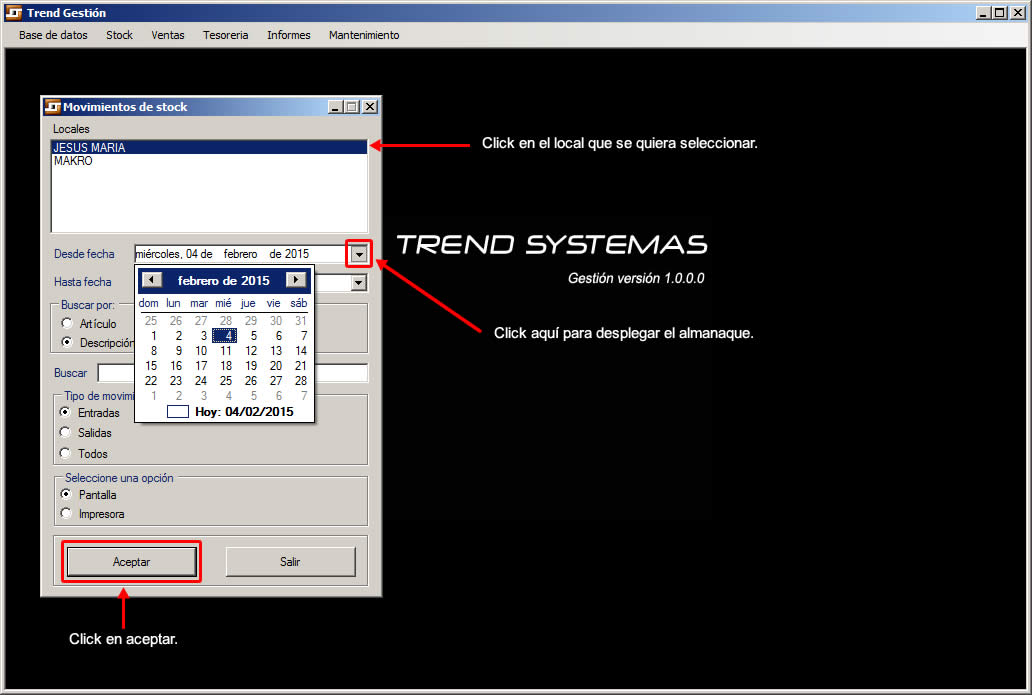 Trend Gestión
Base de datos Stock Ventas Tesoreria Informes Mantenimiento
Movimientos de stock
Locales
JESUS MARIA
MAKRO
Click en el local que se quiera seleccionar.
Desde fecha miércoles, 04 de febrero de 2015
TREND SYSTEMAS
Gestión versión 1.0.0.0
Hasta fecha
febrero de 2015
dom lun mar mié jue vie sáb
25 26 27 28 29 30 31
1 2 3 4 5 6 7
8 9 10 11 12 13 14
15 16 17 18 19 20 21
22 23 24 25 26 27 28
1 2 3 4 5 6 7
Hoy: 04/02/2015
Buscar por:
Artículo
Descripción
Click aquí para desplegar el almanaque.
Buscar
Tipo de movimi
Entradas
Salidas
Todos
Seleccione una opción
Pantalla
Impresora
Aceptar Salir
Click en aceptar.